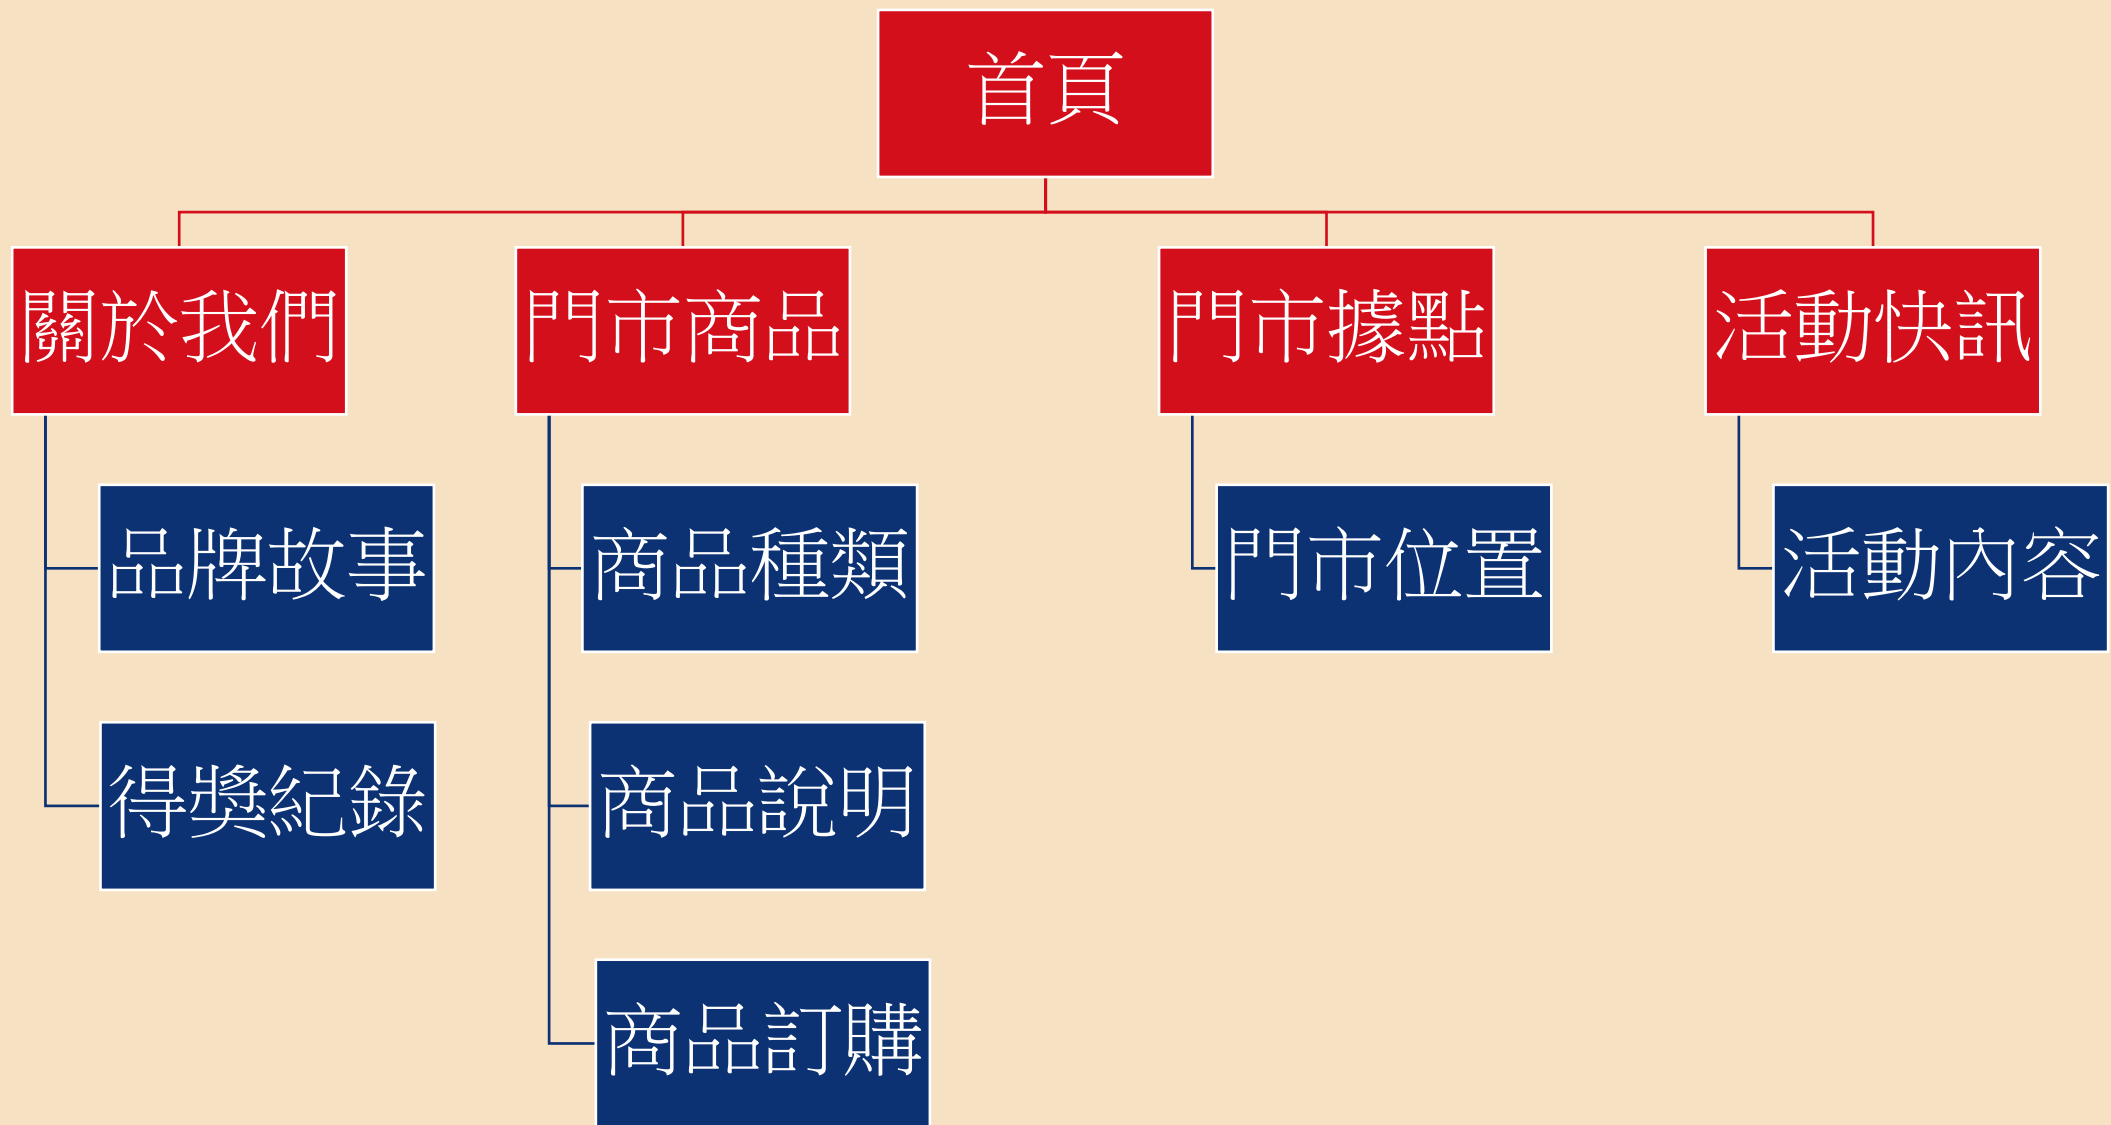 首頁
關於我們
門市商品
門市據點
活動快訊
品牌故事
商品種類
門市位置
活動內容
得獎紀錄
商品說明
商品訂購